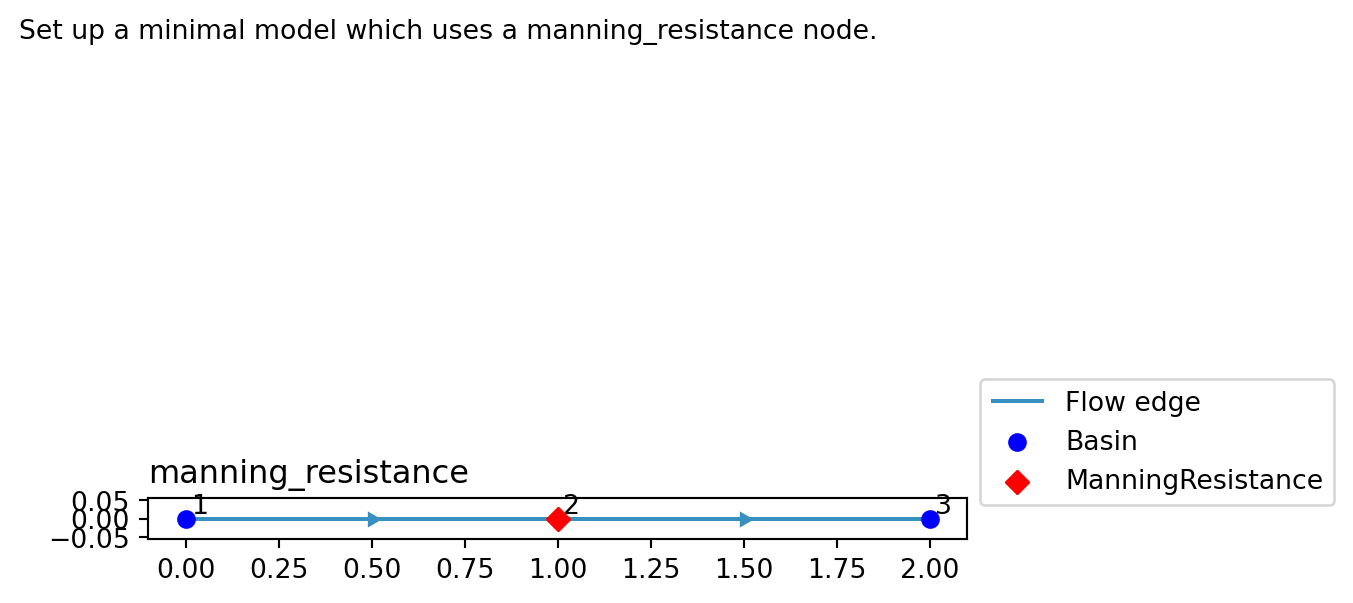 Set up a minimal model which uses a manning_resistance node.
Flow edge
Basin
ManningResistance
manning_resistance
0.05
0.00
−0.05
1
2
3
0.00 0.25 0.50 0.75 1.00 1.25 1.50 1.75 2.00